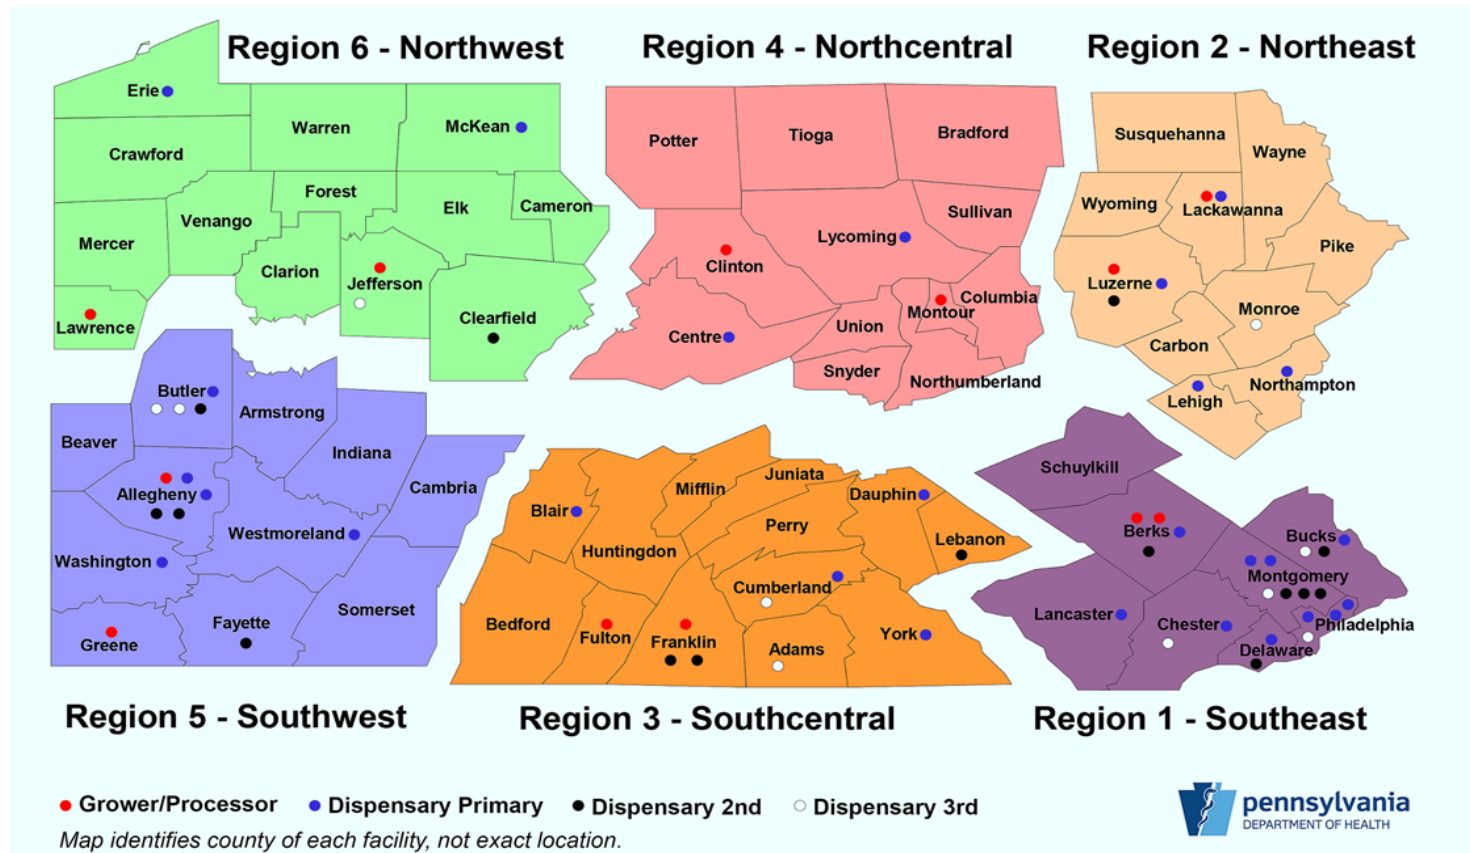 Region 6 - Northwest
Region 4 - Northcentral
Region 2 - Northeast
Erie
Warren
McKean
Crawford
Forest
Elk
Cameron
Venango
Mercer
Clarion
Jefferson
Lawrence
Clearfield
Potter
Tioga
Bradford
Sullivan
Lycoming
Clinton
Columbia
Montour
Union
Centre
Snyder
Northumberland
Susquehanna
Wayne
Wyoming
Lackawanna
Pike
Luzerne
Monroe
Carbon
Northampton
Lehigh
Butler
Armstrong
Beaver
Indiana
Cambria
Allegheny
Westmoreland
Washington
Somerset
Fayette
Greene
Juniata
Mifflin
Dauphin
Blair
Perry
Lebanon
Huntingdon
Cumberland
Bedford
Fulton
Franklin
Adams
York
Schuylkill
Berks
Bucks
Montgomery
Lancaster
Chester
Philadelphia
Delaware
Region 5 - Southwest
Region 3 - Southcentral
Region 1 - Southeast
Grower/Processor
Dispensary Primary
Dispensary 2nd
Dispensary 3rd
Map identifies county of each facility, not exact location.
pennsylvania
DEPARTMENT OF HEALTH